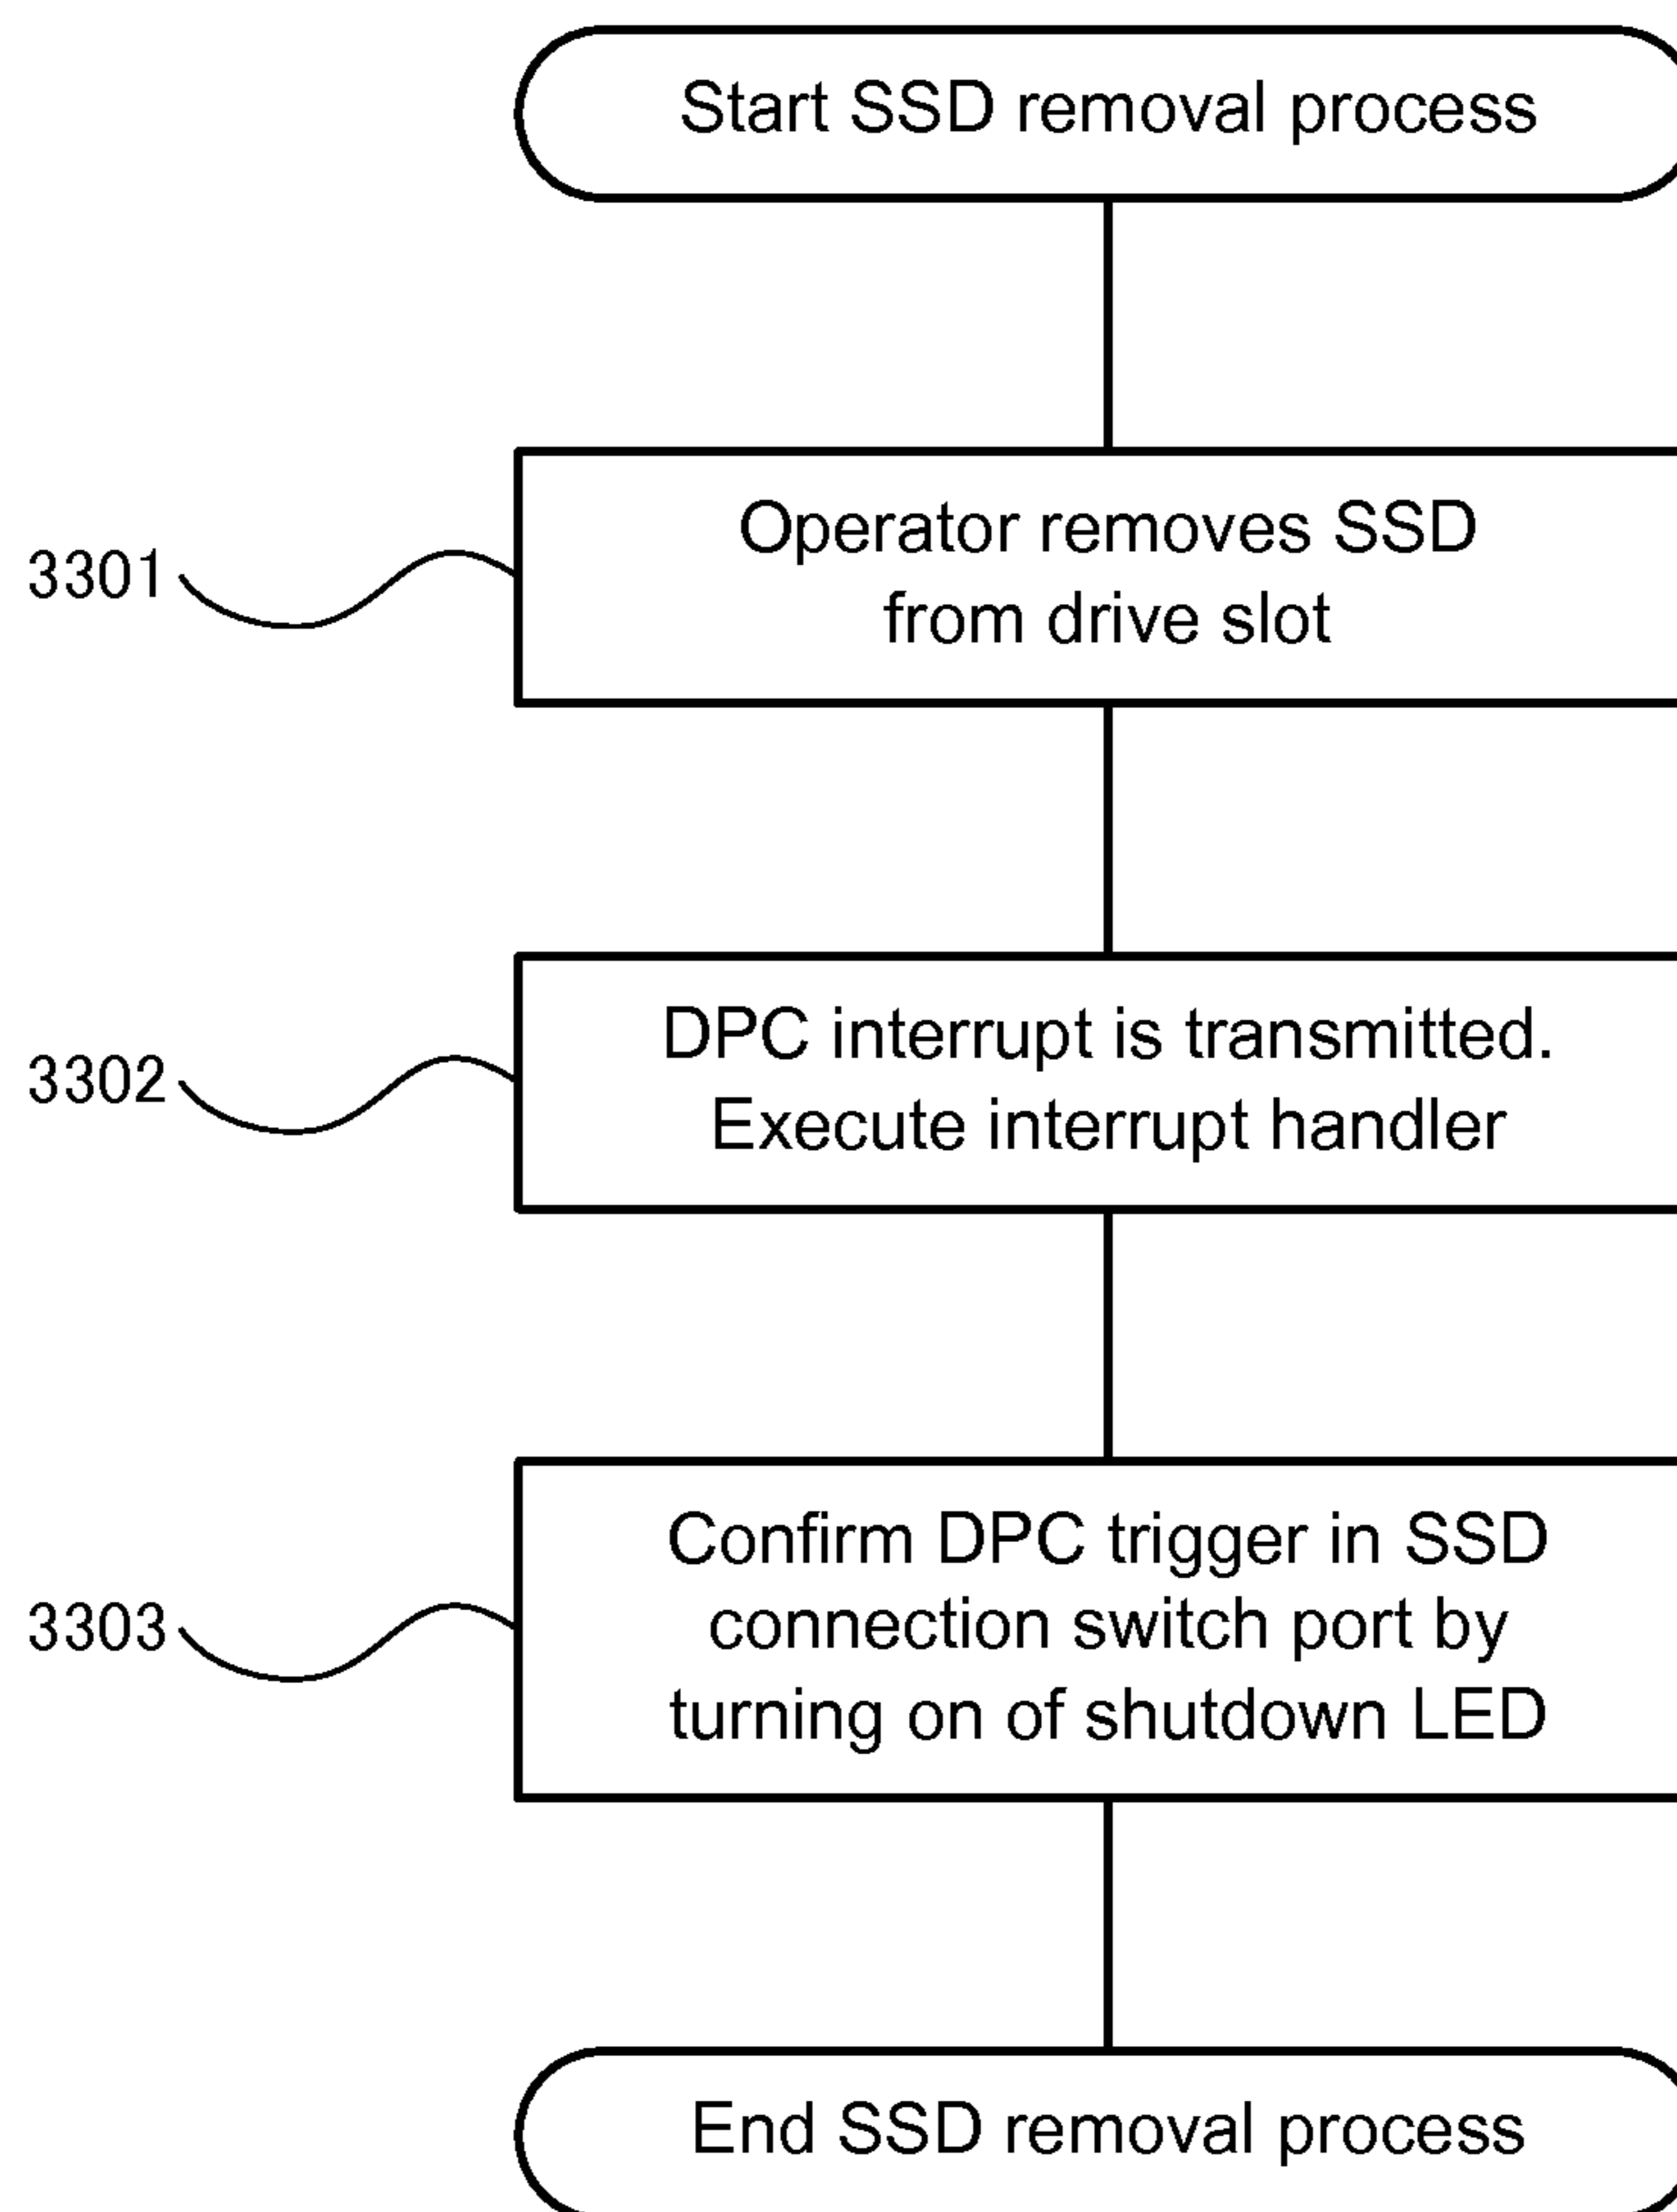 Start SSD removal process
3301
Operator removes SSD
from drive slot
3302
DPC interrupt is transmitted.
Execute interrupt handler
3303
Confirm DPC trigger in SSD
connection switch port by
turning on of shutdown LED
End SSD removal process